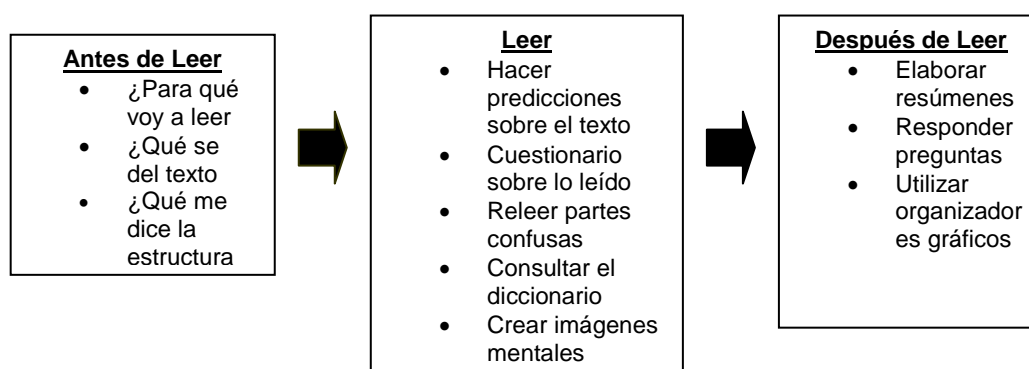 Antes de Leer
• ¿Para qué
voy a leer
• ¿Qué se
del texto
• ¿Qué me
dice la
estructura
Leer
• Hacer
predicciones
sobre el texto
• Cuestionario
sobre lo leído
• Releer partes
confusas
• Consultar el
diccionario
• Crear imágenes
mentales
Después de Leer
• Elaborar
resúmenes
• Responder
preguntas
• Utilizar
organizador
es gráficos